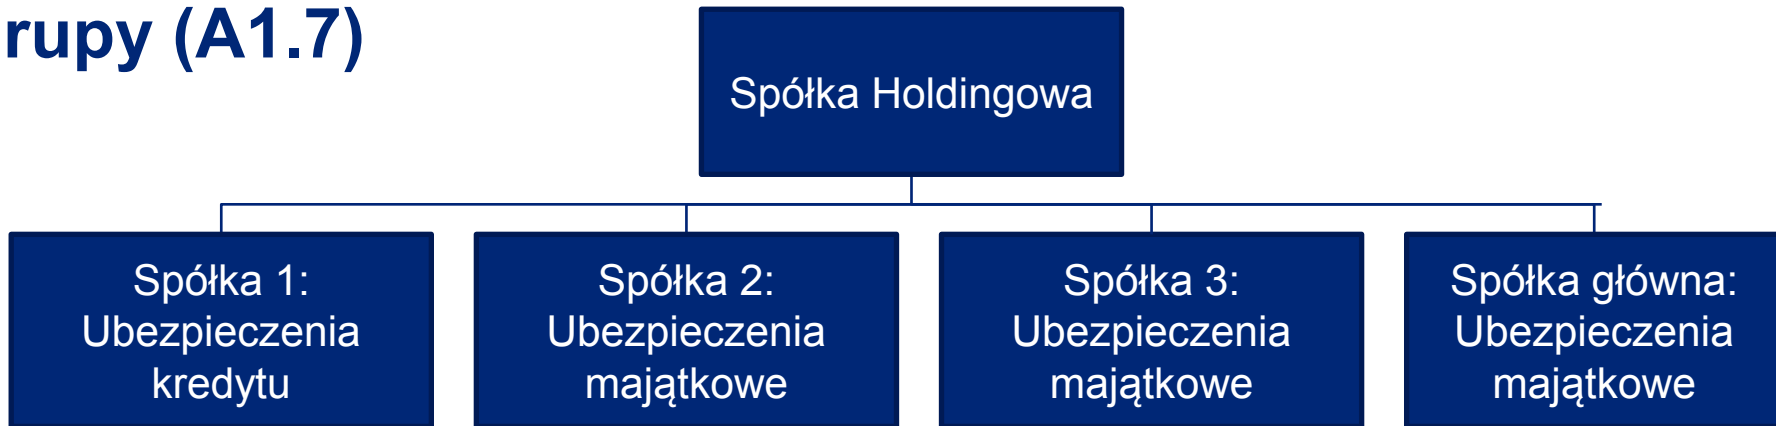 rupy (A1.7)
Spółka Holdingowa
Spółka 1:
Ubezpieczenia
kredytu
Spółka 2:
Ubezpieczenia
majątkowe
Spółka 3:
Ubezpieczenia
majątkowe
Spółka główna:
Ubezpieczenia
majątkowe